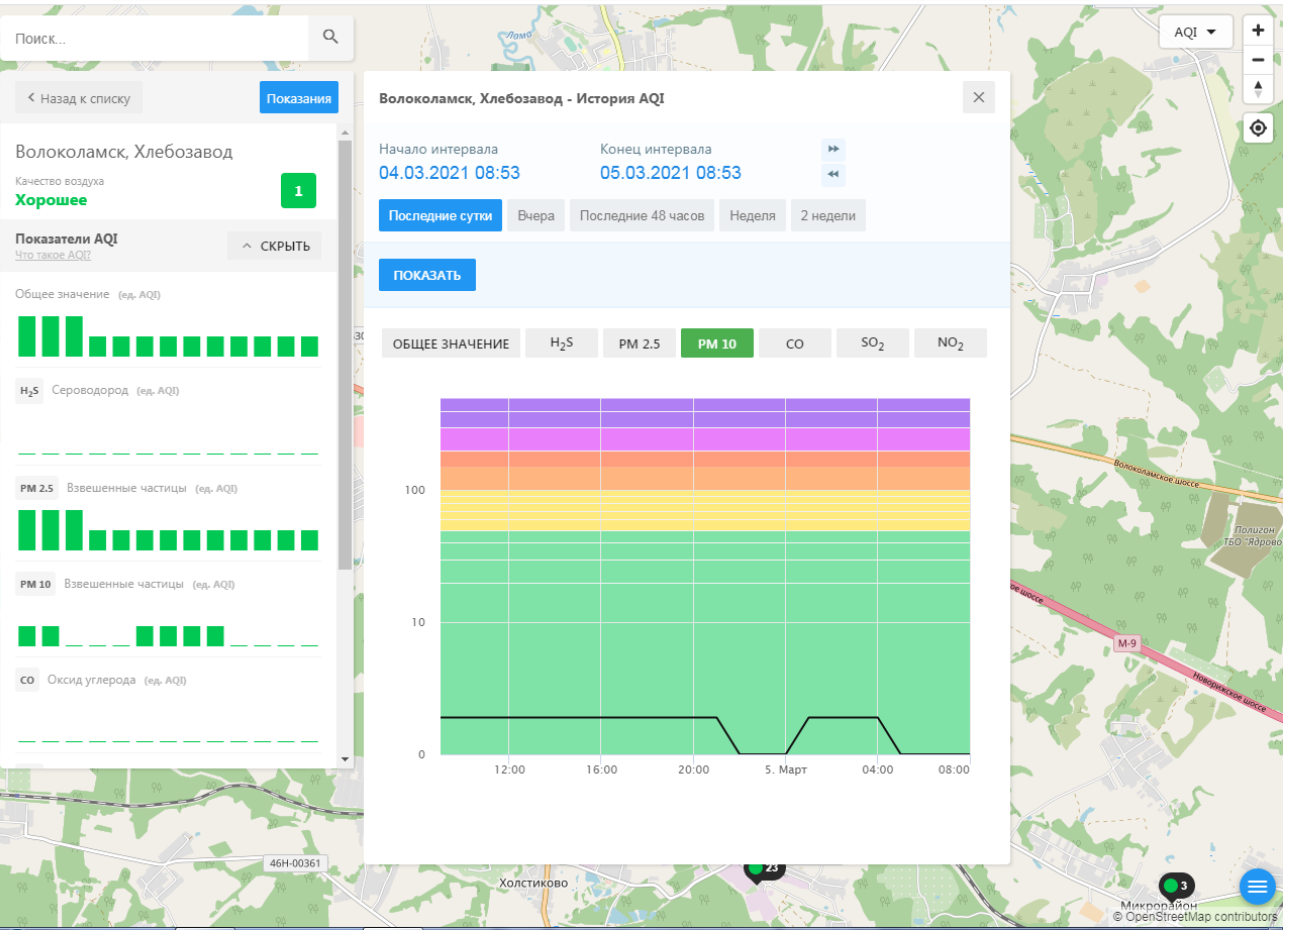 Поиск...
AQI
Назад к списку
Показания
Волоколамск, Хлебозавод
Качество воздуха
Хорошее
1
Показатели AQI
Что такое AQI?
СКРЫТЬ
Общее значение (ед. AQI)
H2S Сероводород (ед. AQI)
PM 2.5 Взвешенные частицы (ед. AQI)
PM 10 Взвешенные частицы (ед. AQI)
CO Оксид углерода (ед. AQI)
Волоколамск, Хлебозавод - История AQI
Начало интервала
04.03.2021 08:53
Конец интервала
05.03.2021 08:53
Последние сутки
Вчера
Последние 48 часов
Неделя
2 недели
ПОКАЗАТЬ
ОБЩЕЕ ЗНАЧЕНИЕ
H2S
PM 2.5
PM 10
CO
SO2
NO2
100
10
0
12:00
16:00
20:00
5. Март
04:00
08:00
Лама
Волоколамское шоссе
Полигон
ТБО "Ядрово
М-9
Новорижское шоссе
46Н-00361
Холстиково
23
3
Микрорайон
© OpenStreetMap contributors